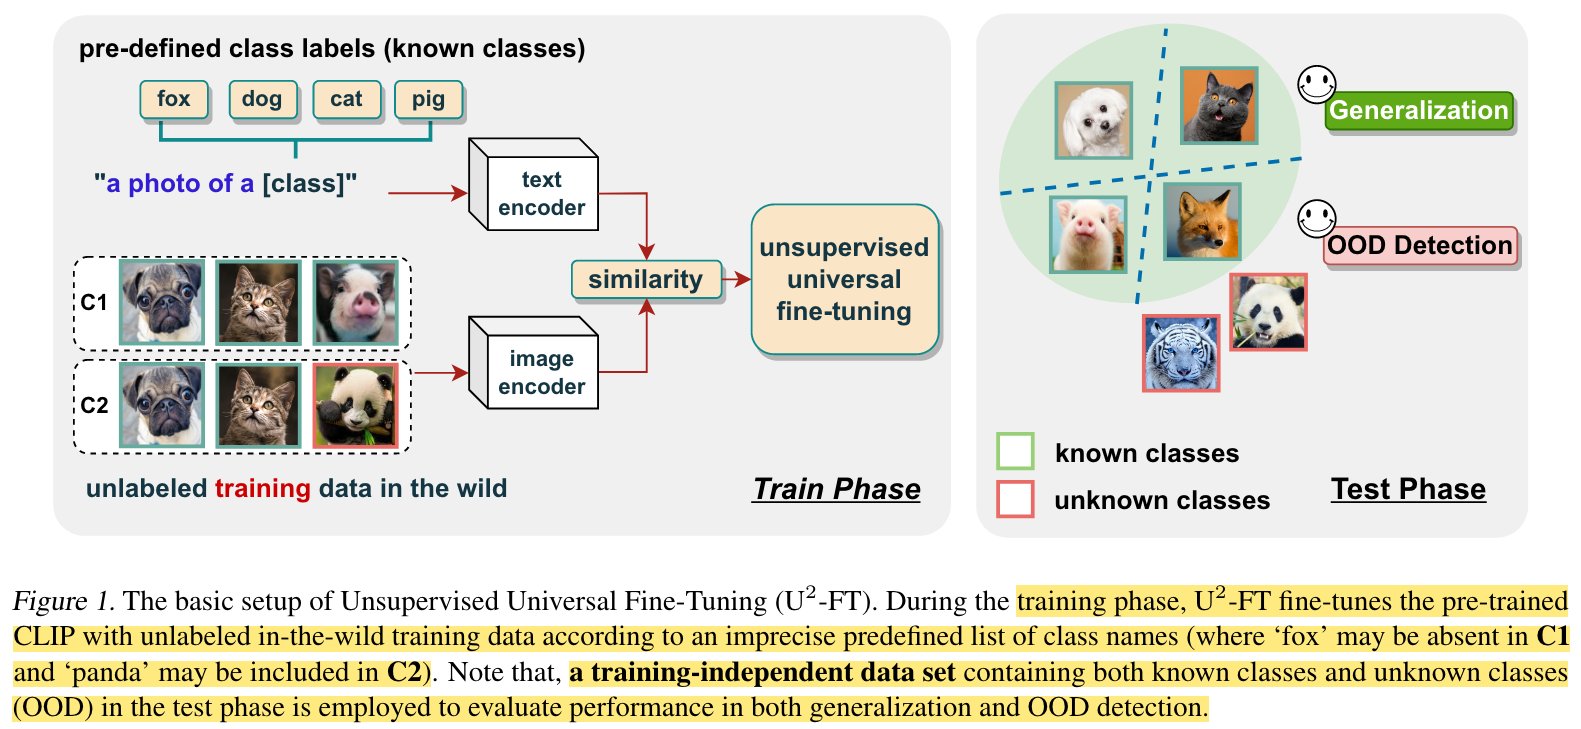 pre-defined class labels (known classes)
fox
dog
cat
pig
"a photo of a [class]"
text
encoder
C1
C2
image
encoder
similarity
unsupervised
universal
fine-tuning
unlabeled training data in the wild
Train Phase
Generalization
OOD Detection
known classes
unknown classes
Test Phase
Figure 1. The basic setup of Unsupervised Universal Fine-Tuning (U²-FT). During the training phase, U²-FT fine-tunes the pre-trained
CLIP with unlabeled in-the-wild training data according to an imprecise predefined list of class names (where ‘fox’ may be absent in C1
and ‘panda’ may be included in C2). Note that, a training-independent data set containing both known classes and unknown classes
(OOD) in the test phase is employed to evaluate performance in both generalization and OOD detection.